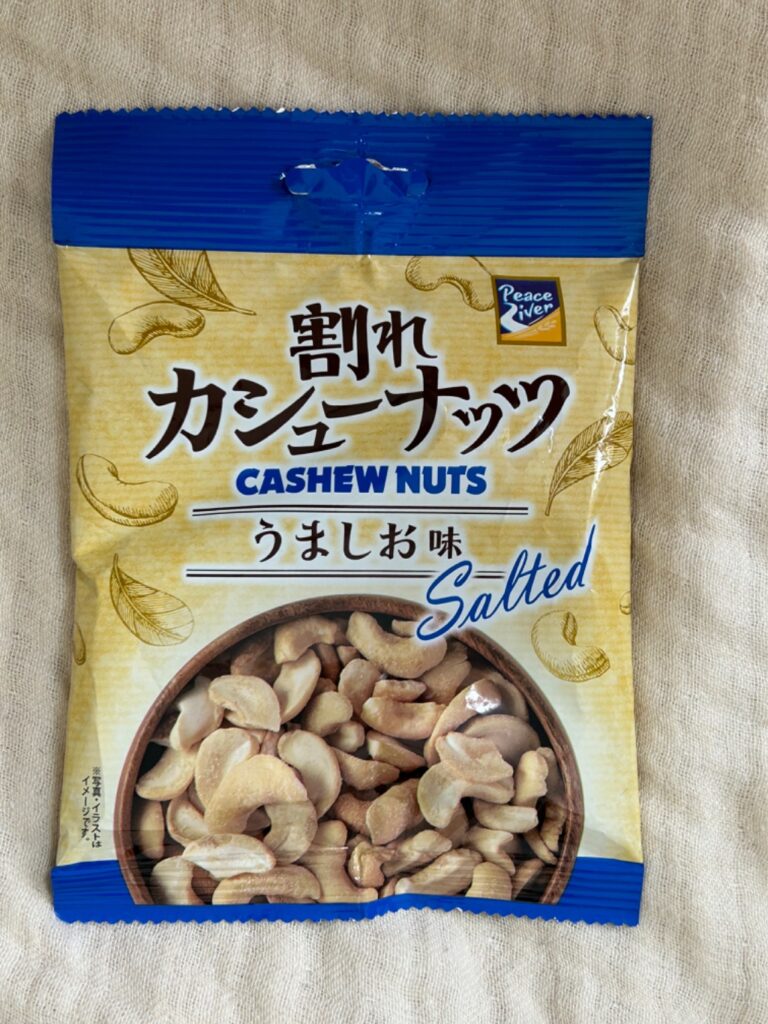 Peace
River
割れ
カシューナッツ
CASHEW NUTS
うましお味
Salted
※写真・イラストは
イメージです。